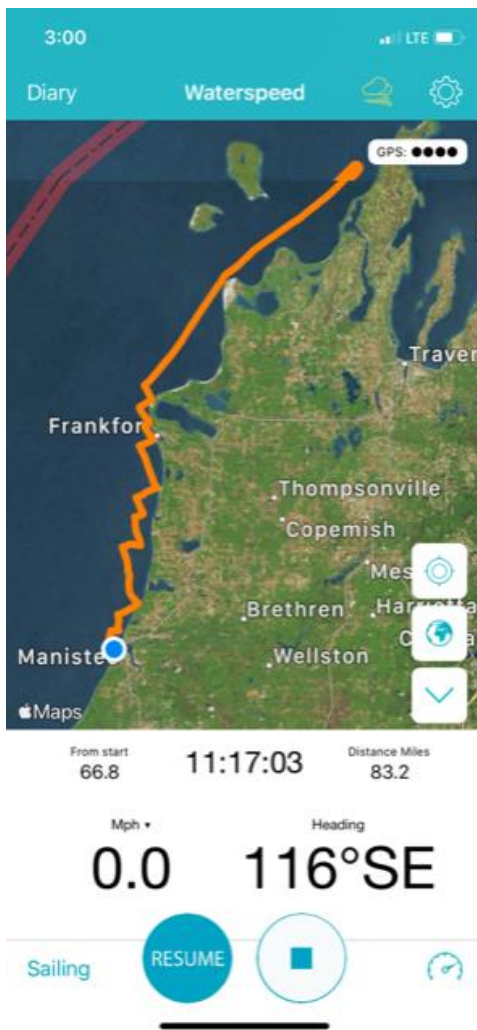 3:00 LTE
Diary Waterspeed
GPS:
Traver
Frankfor
Thompsonville
Copemish
Mes
Brethren
Maniste
Wellston
Maps
From start 11:17:03 Distance Miles
66.8 83.2
Mph ▾ Heading
0.0 116°SE
Sailing RESUME